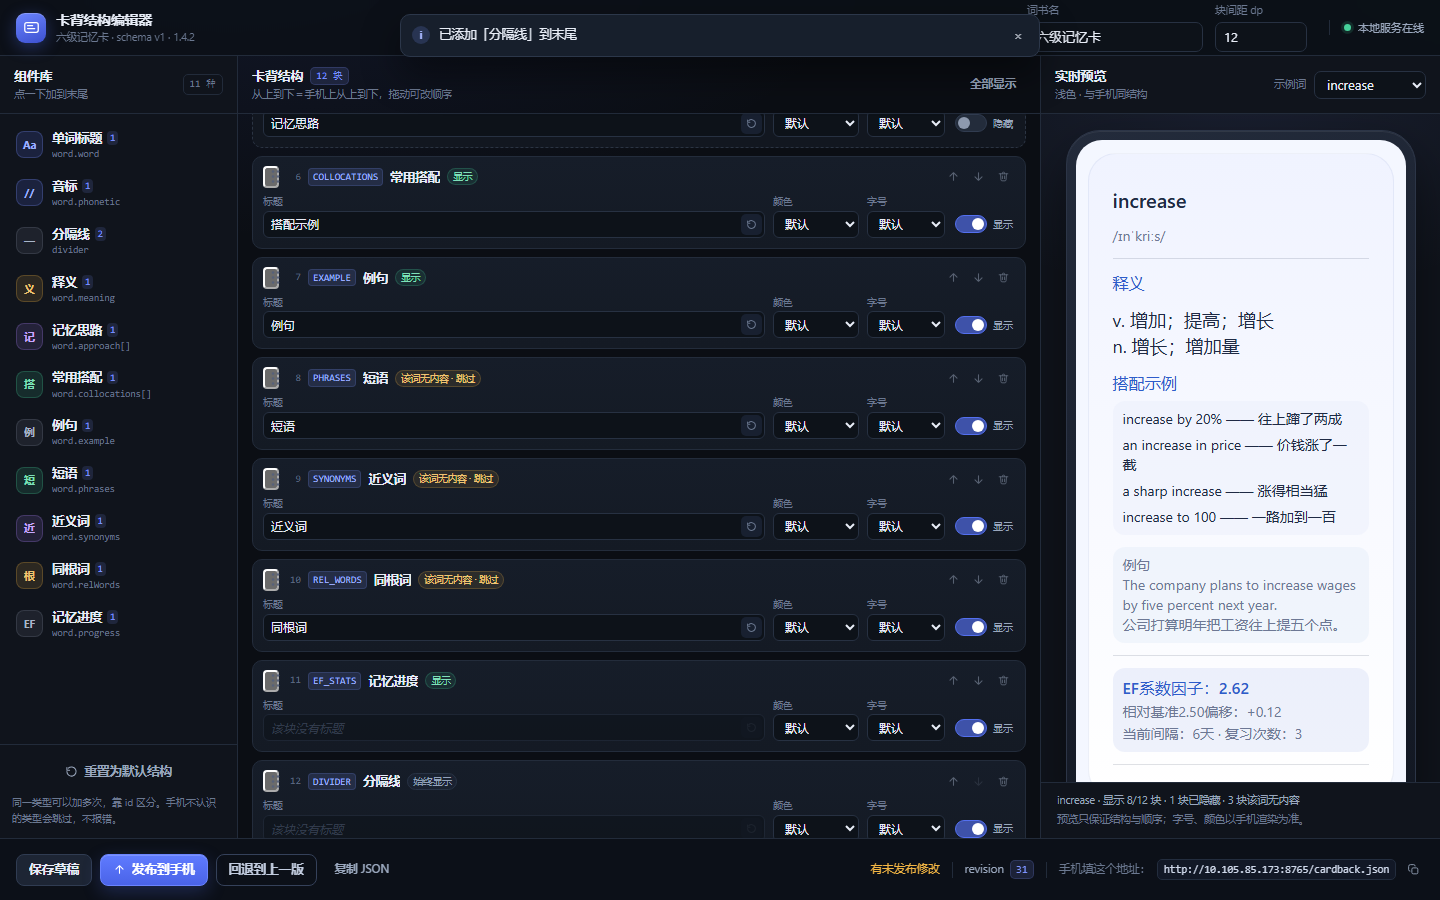 卡背结构编辑器
六级记忆卡 · schema v1 · 1.4.2
已添加「分隔线」到末尾
×
词书名
六级记忆卡
块间距 dp
12
本地服务在线
组件库
点一下加到末尾
11 种
Aa 单词标题 1
word.word
// 音标 1
word.phonetic
— 分隔线 2
divider
义 释义 1
word.meaning
记 记忆思路 1
word.approach[]
搭 常用搭配 1
word.collocations[]
例 例句 1
word.example
短 短语 1
word.phrases
近 近义词 1
word.synonyms
根 同根词 1
word.relWords
EF 记忆进度 1
word.progress
重置为默认结构
同一类型可以加多次，靠 id 区分。手机不认识
的类型会跳过，不报错。
卡背结构 12 块
从上到下＝手机上从上到下，拖动可改顺序
全部显示
记忆思路 默认 默认 隐藏
6 COLLOCATIONS 常用搭配 显示
标题 颜色 字号
搭配示例 默认 默认 显示
7 EXAMPLE 例句 显示
标题 颜色 字号
例句 默认 默认 显示
8 PHRASES 短语 该词无内容 · 跳过
标题 颜色 字号
短语 默认 默认 显示
9 SYNONYMS 近义词 该词无内容 · 跳过
标题 颜色 字号
近义词 默认 默认 显示
10 REL_WORDS 同根词 该词无内容 · 跳过
标题 颜色 字号
同根词 默认 默认 显示
11 EF_STATS 记忆进度 显示
标题 颜色 字号
该块没有标题 默认 默认 显示
12 DIVIDER 分隔线 始终显示
标题 颜色 字号
该块没有标题 默认 默认 显示
实时预览
浅色 · 与手机同结构
示例词 increase
increase
/ɪnˈkriːs/
释义
v. 增加；提高；增长
n. 增长；增加量
搭配示例
increase by 20% —— 往上蹿了两成
an increase in price —— 价钱涨了一
截
a sharp increase —— 涨得相当猛
increase to 100 —— 一路加到一百
例句
The company plans to increase wages
by five percent next year.
公司打算明年把工资往上提五个点。
EF系数因子：2.62
相对基准2.50偏移：+0.12
当前间隔：6天 · 复习次数：3
increase · 显示 8/12 块 · 1 块已隐藏 · 3 块该词无内容
预览只保证结构与顺序；字号、颜色以手机渲染为准。
保存草稿
↑ 发布到手机
回退到上一版
复制 JSON
有未发布修改
revision 31
手机填这个地址：
http://10.105.85.173:8765/cardback.json